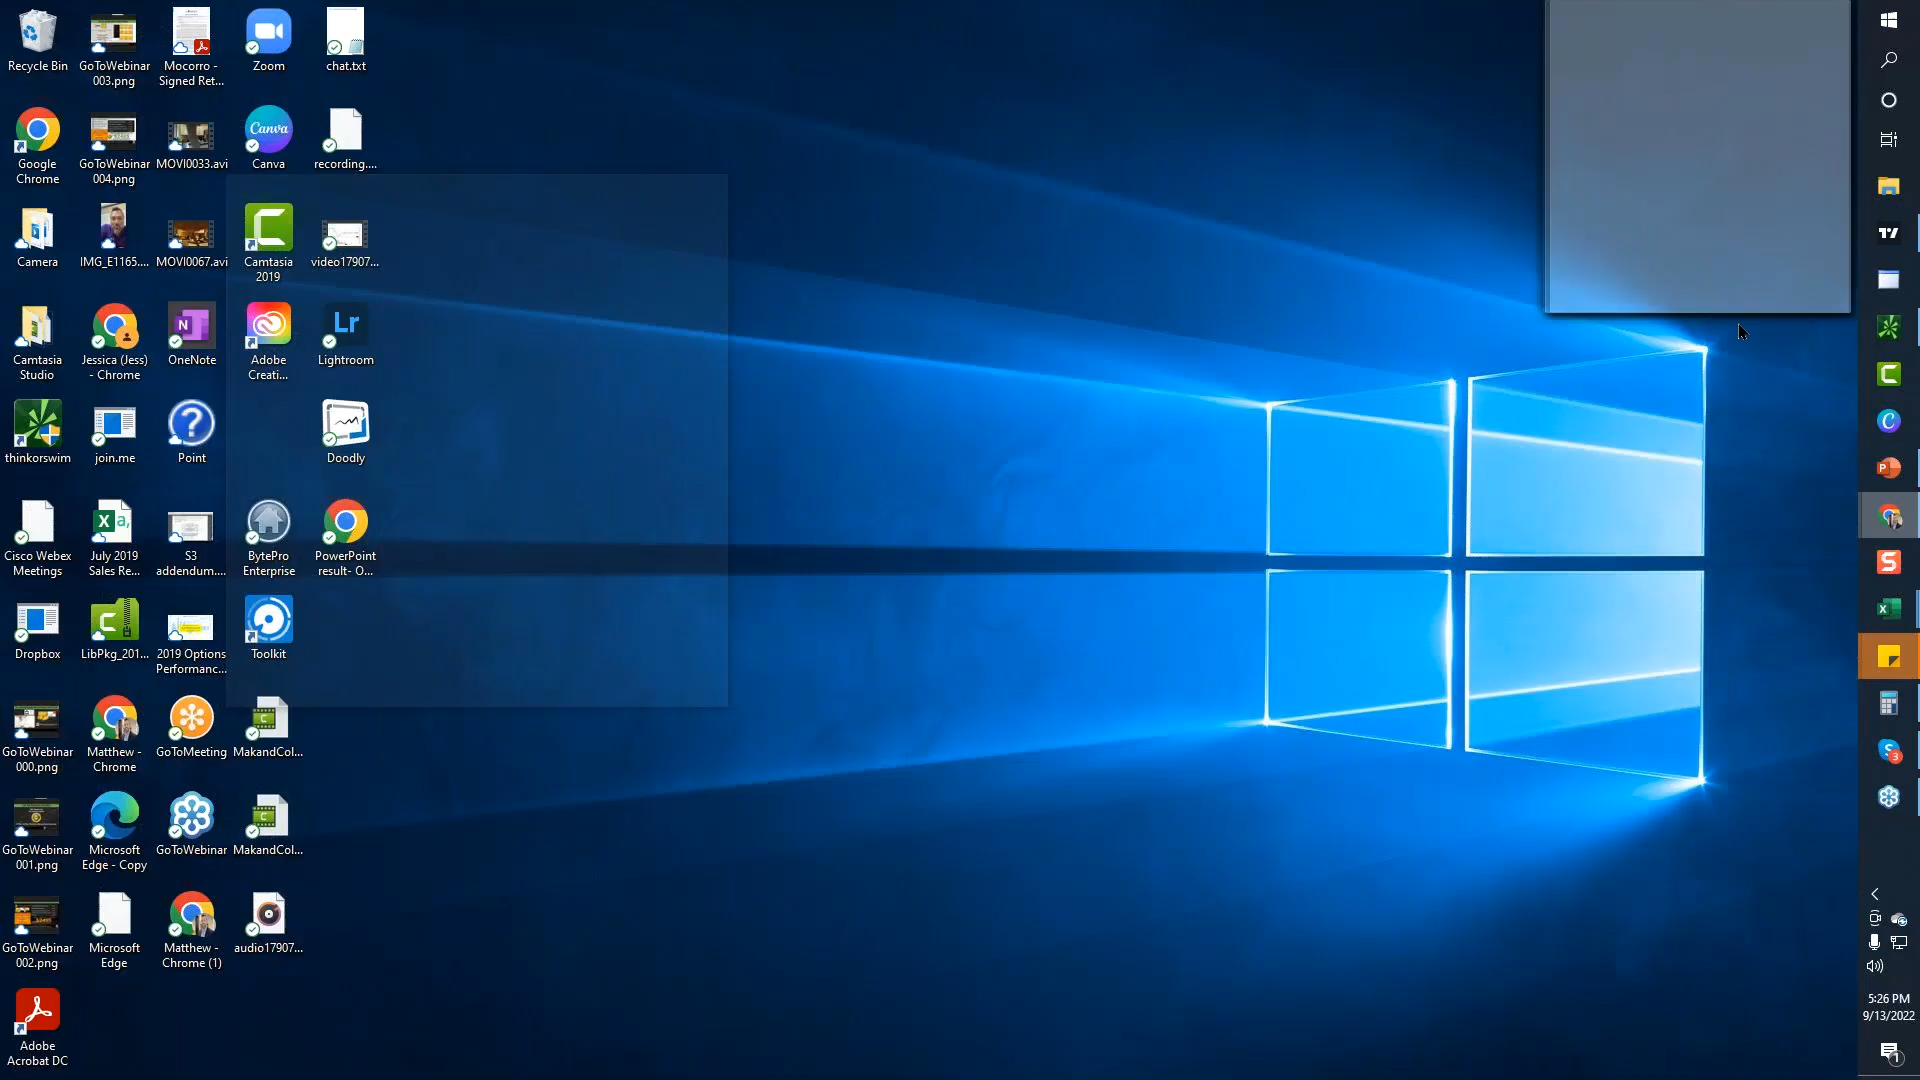 Recycle Bin
GoToWebinar
003.png
Mocorro -
Signed Ret...
Zoom
chat.txt
Google
Chrome
GoToWebinar
004.png
MOVI0033.avi
Canva
Canva
recording....
Camera
IMG_E1165....
MOVI0067.avi
Camtasia
2019
video17907...
Camtasia
Studio
Jessica (Jess)
- Chrome
OneNote
Adobe
Creati...
Lr
Lightroom
thinkorswim
join.me
Point
Doodly
Cisco Webex
Meetings
July 2019
Sales Re...
S3
addendum....
BytePro
Enterprise
PowerPoint
result- O...
Dropbox
LibPkg_201...
2019 Options
Performanc...
Toolkit
GoToWebinar
000.png
Matthew -
Chrome
GoToMeeting
MakandCol...
GoToWebinar
001.png
Microsoft
Edge - Copy
GoToWebinar
MakandCol...
GoToWebinar
002.png
Microsoft
Edge
Matthew -
Chrome (1)
audio17907...
Adobe
Acrobat DC
3
5:26 PM
9/13/2022
1